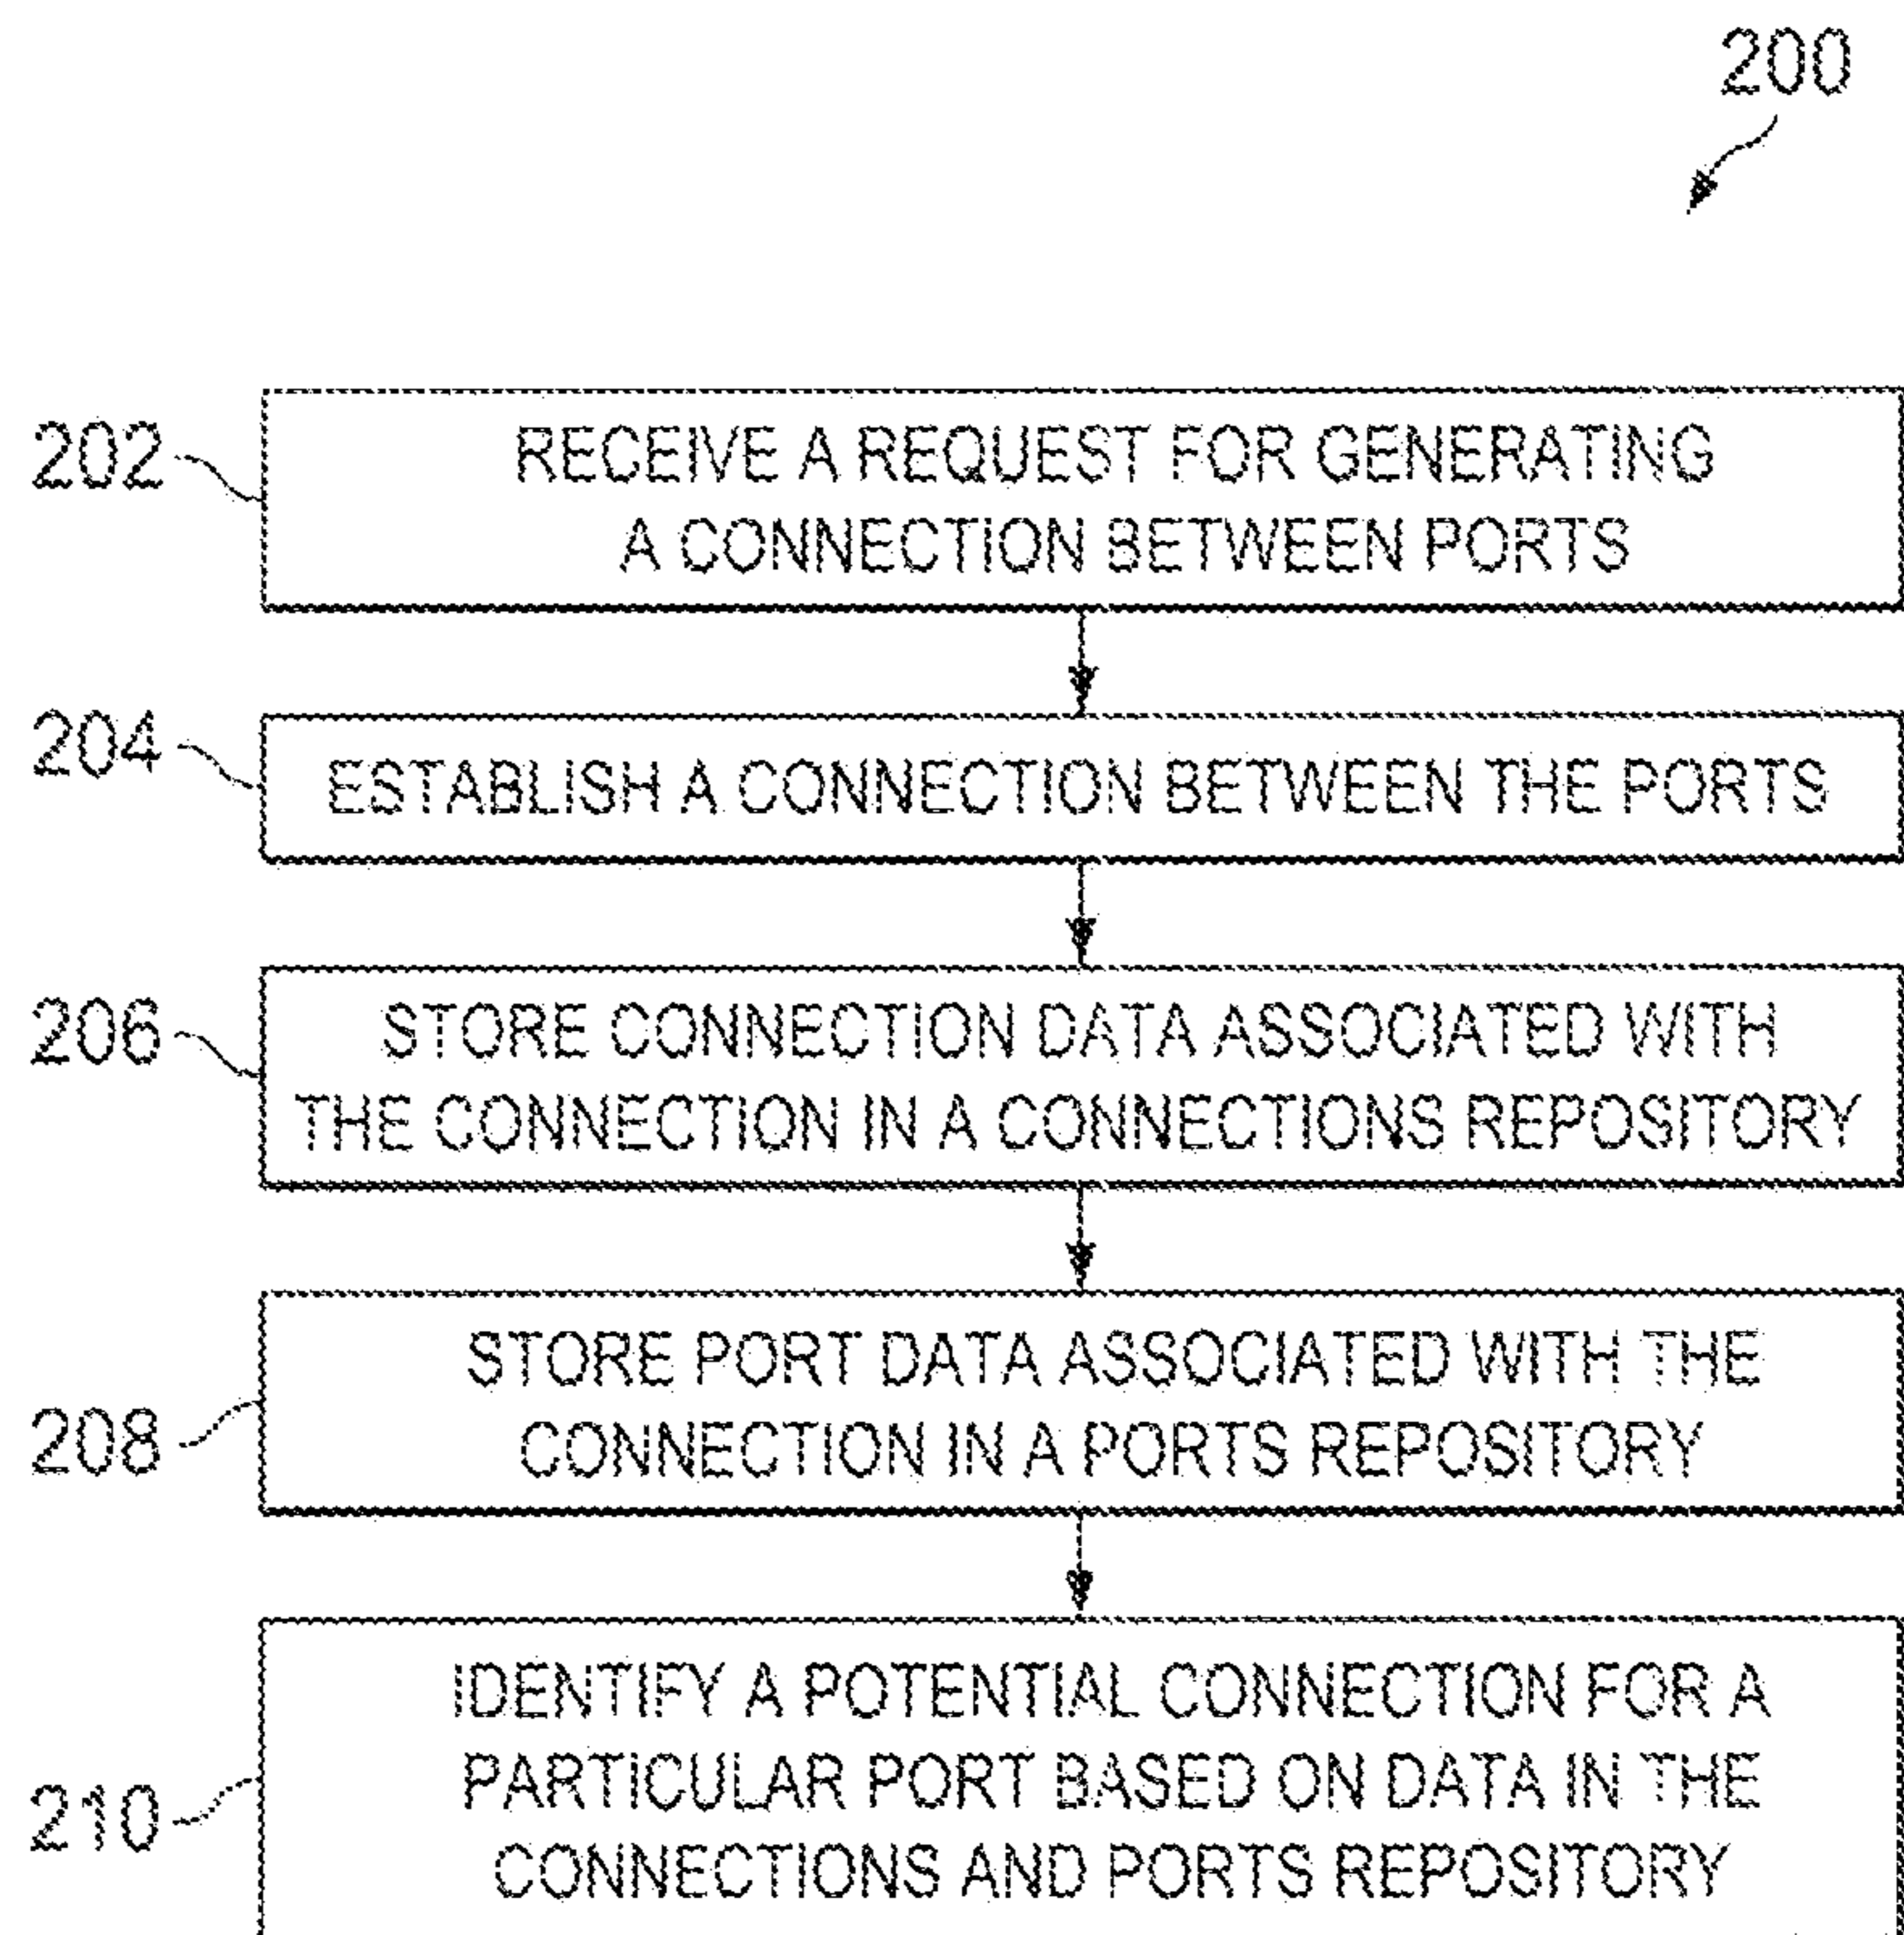 200
202
RECEIVE A REQUEST FOR GENERATING
A CONNECTION BETWEEN PORTS
204
ESTABLISH A CONNECTION BETWEEN THE PORTS
206
STORE CONNECTION DATA ASSOCIATED WITH
THE CONNECTION IN A CONNECTIONS REPOSITORY
208
STORE PORT DATA ASSOCIATED WITH THE
CONNECTION IN A PORTS REPOSITORY
210
IDENTIFY A POTENTIAL CONNECTION FOR A
PARTICULAR PORT BASED ON DATA IN THE
CONNECTIONS AND PORTS REPOSITORY